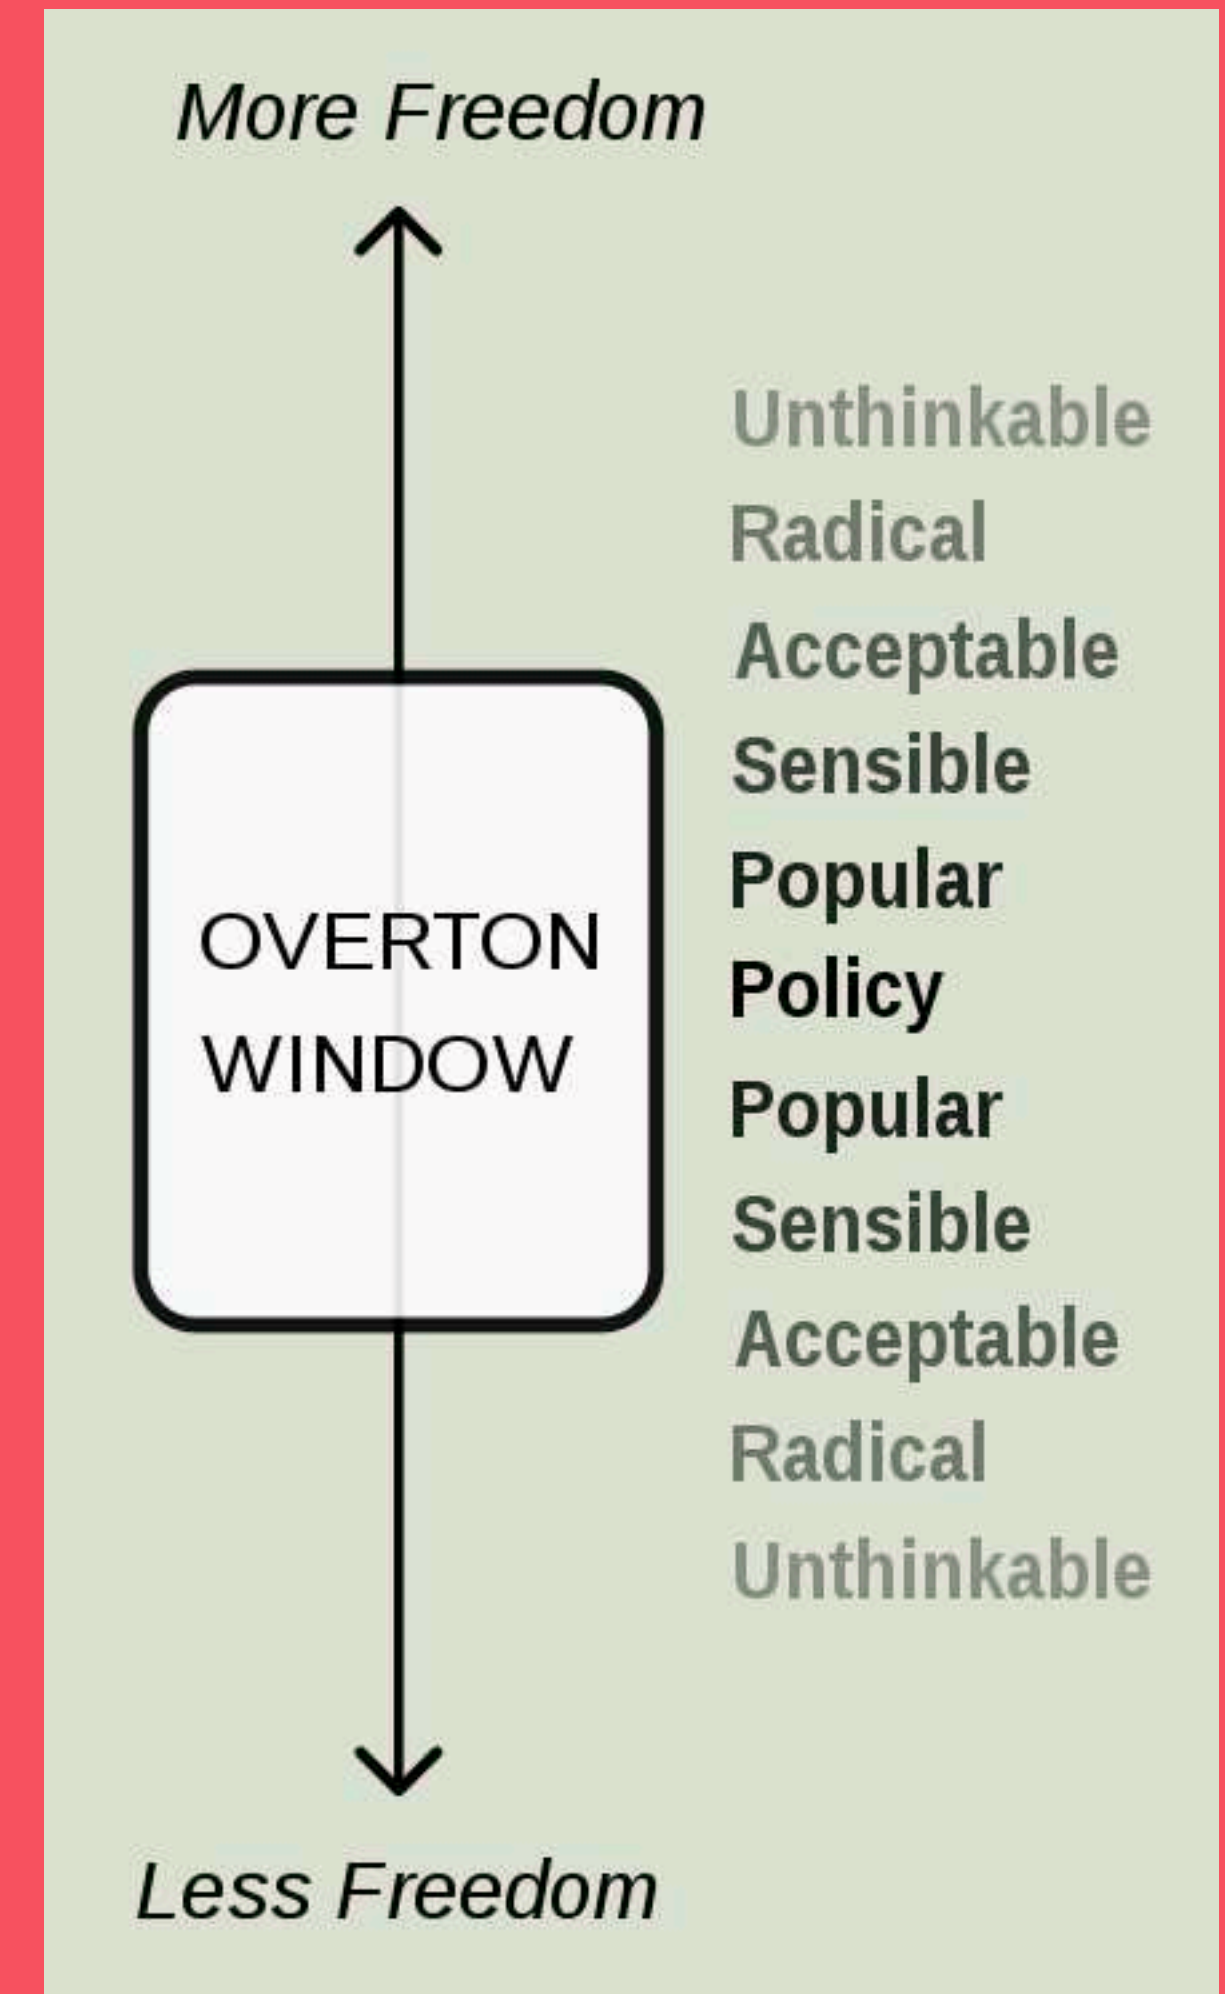 More Freedom
Unthinkable
Radical
Acceptable
Sensible
Popular
OVERTON
WINDOW
Policy
Popular
Sensible
Acceptable
Radical
Unthinkable
Less Freedom